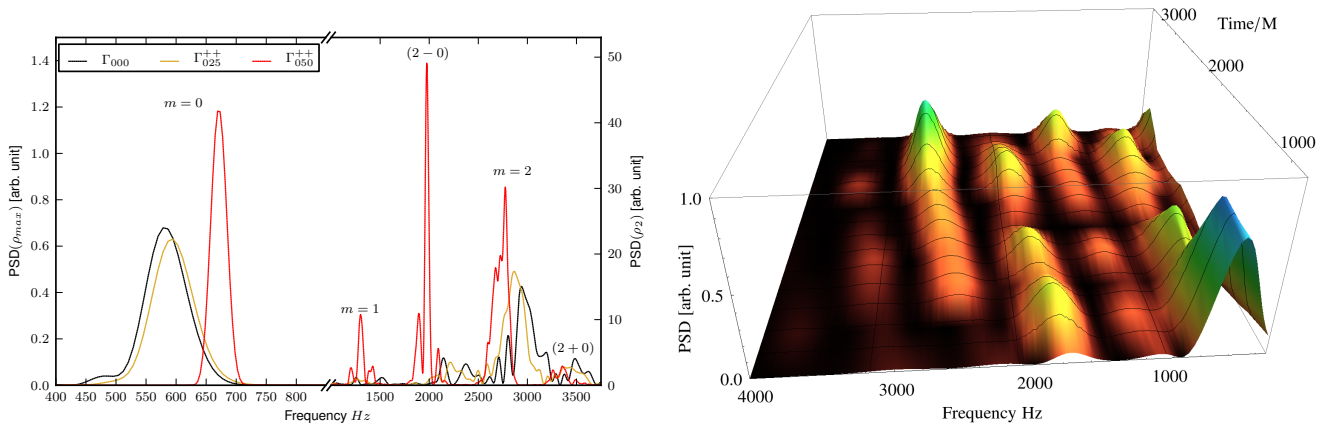 Γ000 Γ025++ Γ050++
m = 0
m = 1
(2 − 0)
m = 2
(2+0)
PSD(ρmax) [arb. unit]
0.0
0.2
0.4
0.6
0.8
1.0
1.2
1.4
PSD(ρ2) [arb. unit]
0
10
20
30
40
50
400 450 500 550 600 650 700 750 800 1500 2000 2500 3000 3500
Frequency Hz
3000 Time/M
2000
1000
1.0
0.5
0.0
PSD [arb. unit]
4000 3000 2000 1000
Frequency Hz